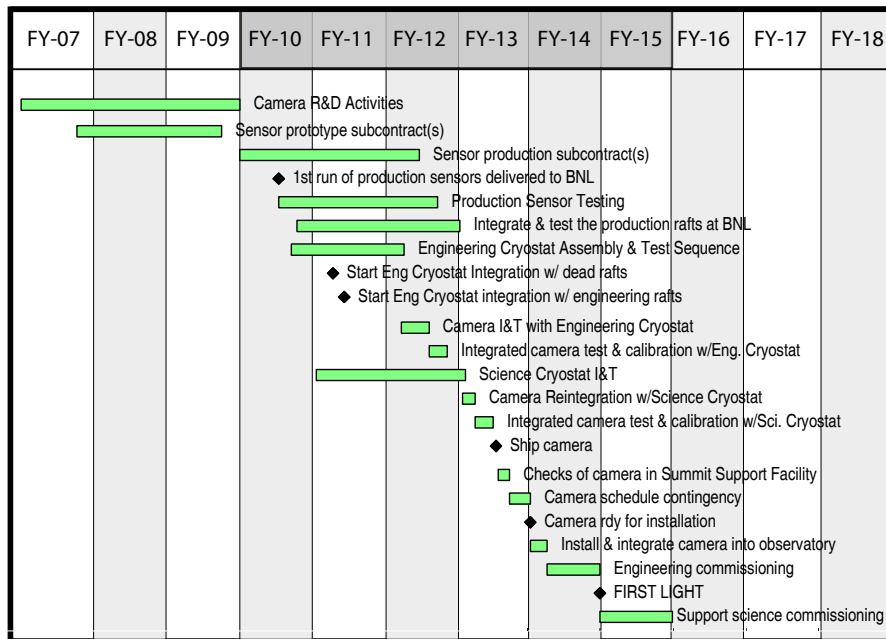 FY-07 FY-08 FY-09 FY-10 FY-11 FY-12 FY-13 FY-14 FY-15 FY-16 FY-17 FY-18
Camera R&D Activities
Sensor prototype subcontract(s)
Sensor production subcontract(s)
1st run of production sensors delivered to BNL
Production Sensor Testing
Integrate & test the production rafts at BNL
Engineering Cryostat Assembly & Test Sequence
Start Eng Cryostat Integration w/ dead rafts
Start Eng Cryostat integration w/ engineering rafts
Camera I&T with Engineering Cryostat
Integrated camera test & calibration w/Eng. Cryostat
Science Cryostat I&T
Camera Reintegration w/Science Cryostat
Integrated camera test & calibration w/Sci. Cryostat
Ship camera
Checks of camera in Summit Support Facility
Camera schedule contingency
Camera rdy for installation
Install & integrate camera into observatory
Engineering commissioning
FIRST LIGHT
Support science commissioning